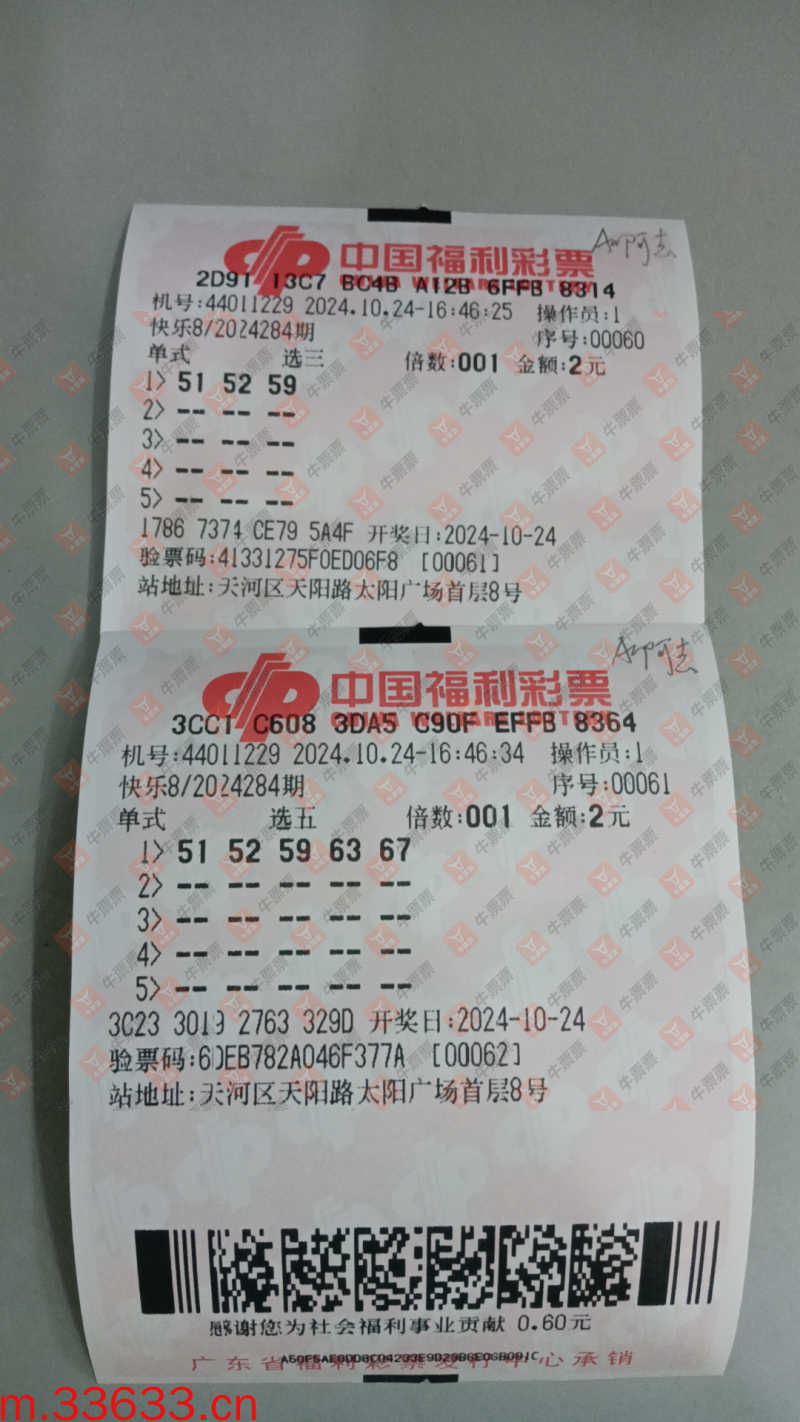 中国福利彩票
2D91 13C7 BC4B A12B 6FFB 8314
机号:44011229 2024.10.24-16:46:25 操作员:1
快乐8/2024284期 序号:00060
单式 选三 倍数:001 金额:2元
1> 51 52 59
2> -- -- --
3> -- -- --
4> -- -- --
5> -- -- --
1786 7374 CE79 5A4F 开奖日:2024-10-24
验票码:41331275F0ED06F8 [00061]
站地址:天河区天阳路太阳广场首层8号
中国福利彩票
3CC1 C608 3DA5 C90F EFFB 8364
机号:44011229 2024.10.24-16:46:34 操作员:1
快乐8/2024284期 序号:00061
单式 选五 倍数:001 金额:2元
1> 51 52 59 63 67
2> -- -- -- -- --
3> -- -- -- -- --
4> -- -- -- -- --
5> -- -- -- -- --
3C23 3019 2763 329D 开奖日:2024-10-24
验票码:60EB782A046F377A [00062]
站地址:天河区天阳路太阳广场首层8号
感谢您为社会福利事业贡献 0.60元
广东省福利彩票发行中心承销
m.33633.cn
牛票票